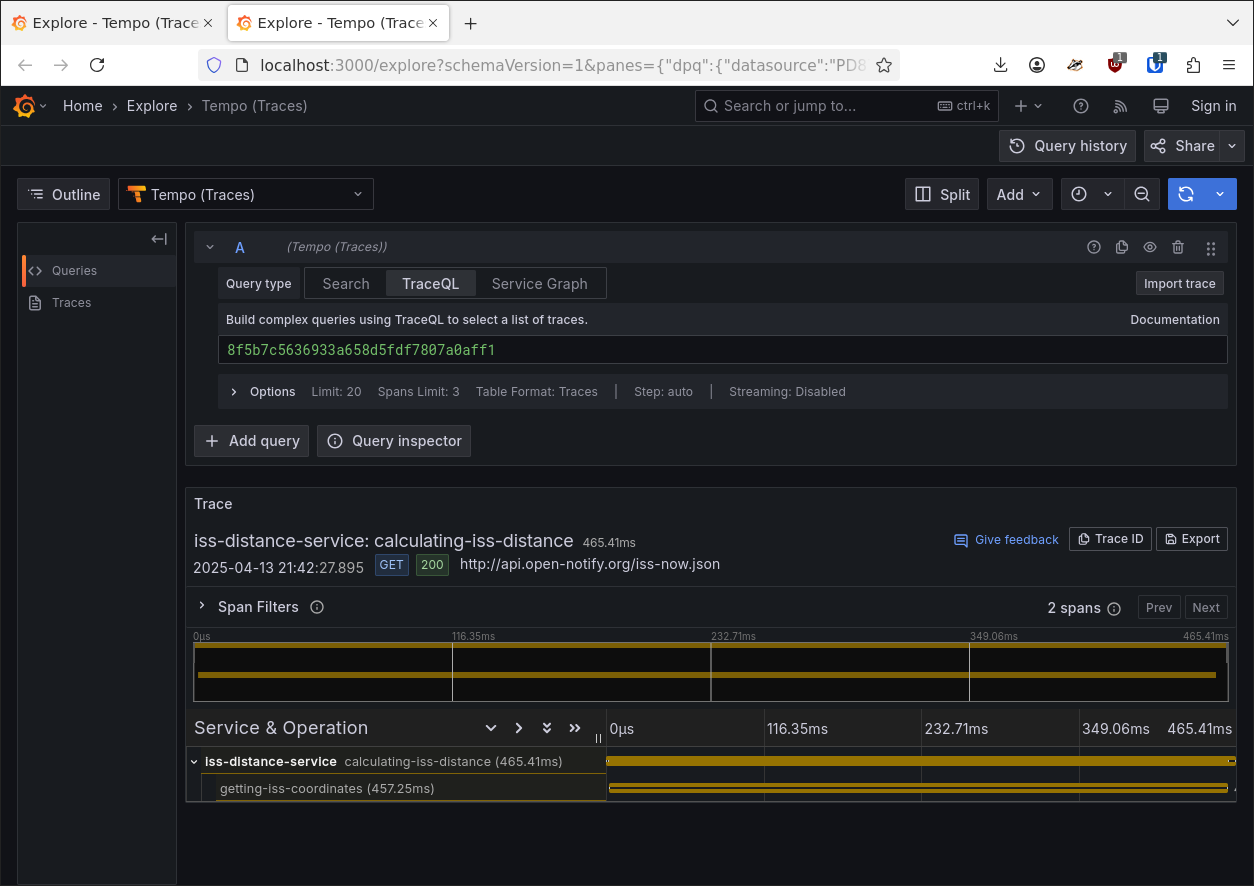 Explore - Tempo (Trace
Explore - Tempo (Trace
localhost:3000/explore?schemaVersion=1&panes={"dpq":{"datasource":"PD8
1
1
Home › Explore › Tempo (Traces)
Search or jump to...
ctrl+k
Sign in
Query history
Share
Outline
Tempo (Traces)
Split
Add
Queries
Traces
A
(Tempo (Traces))
Query type
Search
TraceQL
Service Graph
Import trace
Build complex queries using TraceQL to select a list of traces.
Documentation
8f5b7c5636933a658d5fdf7807a0aff1
Options Limit: 20 Spans Limit: 3 Table Format: Traces | Step: auto | Streaming: Disabled
Add query
Query inspector
Trace
iss-distance-service: calculating-iss-distance 465.41ms
Give feedback
Trace ID
Export
2025-04-13 21:42:27.895 GET 200 http://api.open-notify.org/iss-now.json
Span Filters
2 spans
Prev
Next
0μs 116.35ms 232.71ms 349.06ms 465.41ms
Service & Operation
0μs 116.35ms 232.71ms 349.06ms 465.41ms
iss-distance-service calculating-iss-distance (465.41ms)
getting-iss-coordinates (457.25ms)